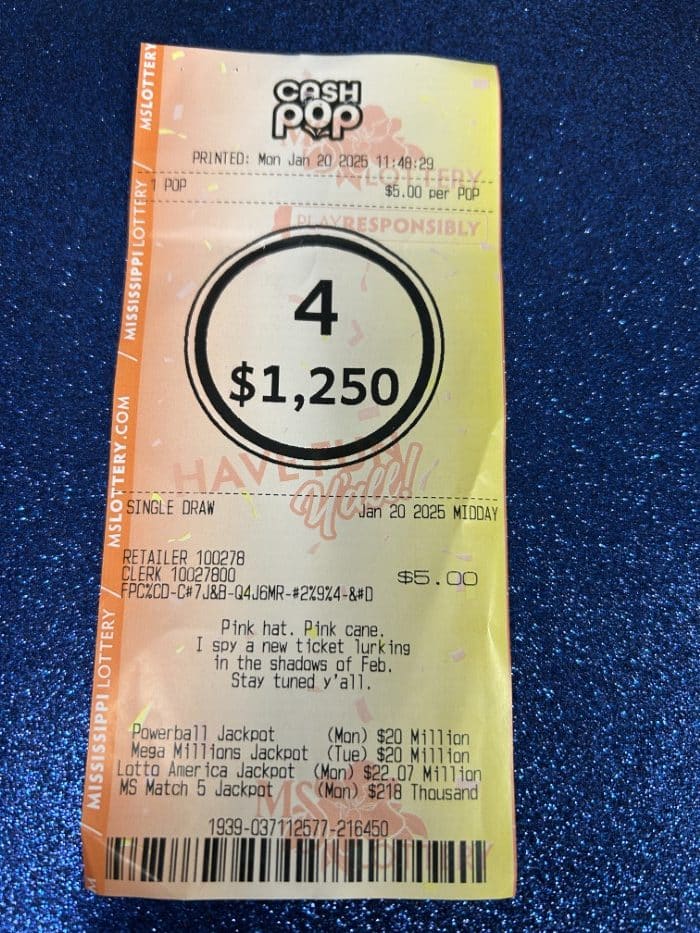 CASH
POP
PRINTED: Mon Jan 20 2025 11:48:29
1 POP $5.00 per POP
PLAY RESPONSIBLY
4
$1,250
HAVE FUN
Y'all!
SINGLE DRAW Jan 20 2025 MIDDAY
RETAILER 100278
CLERK 10027800 $5.00
FPC%CD-C#7J&B-Q4J6MR-#2%9%4-&#D
Pink hat. Pink cane.
I spy a new ticket lurking
in the shadows of Feb.
Stay tuned y'all.
Powerball Jackpot (Mon) $20 Million
Mega Millions Jackpot (Tue) $20 Million
Lotto America Jackpot (Mon) $22.07 Million
MS Match 5 Jackpot (Mon) $218 Thousand
1939-037112577-216450
MSLOTTERY
MISSISSIPPI LOTTERY
MSLOTTERY.COM
MISSISSIPPI LOTTERY